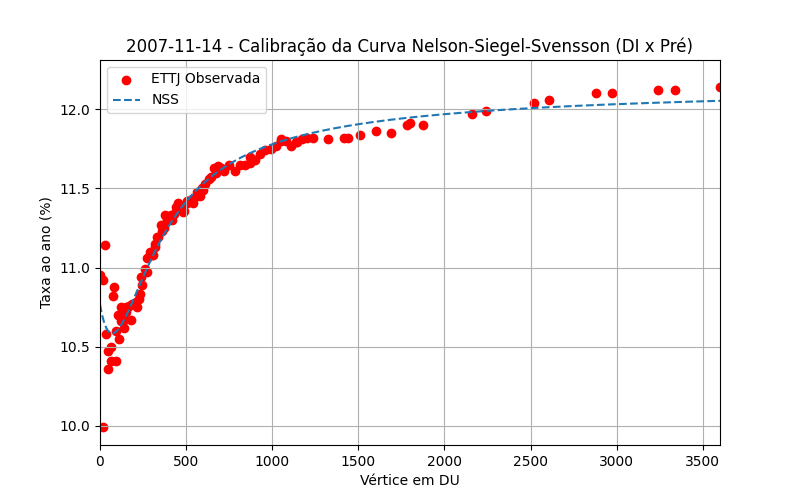 2007-11-14 - Calibração da Curva Nelson-Siegel-Svensson (DI x Pré)
ETTJ Observada
NSS
Taxa ao ano (%)
12.0
11.5
11.0
10.5
10.0
0 500 1000 1500 2000 2500 3000 3500
Vértice em DU